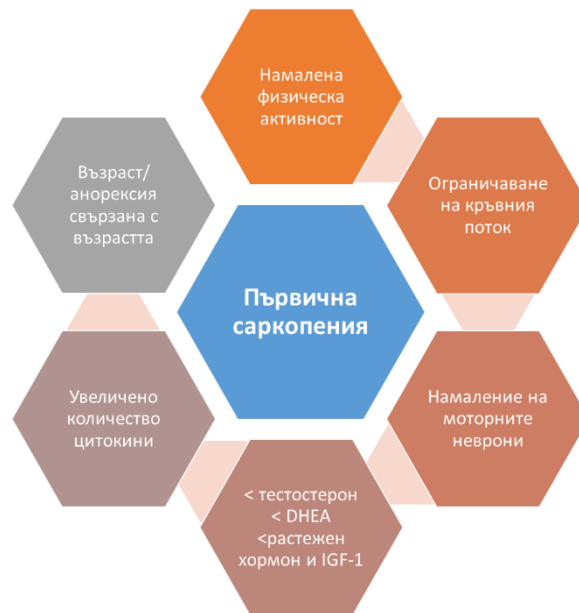 Намалена
физическа
активност
Ограничаване
на кръвния
поток
Намаление на
моторните
неврони
< тестостерон
< DHEA
<растежен
хормон и IGF-1
Увеличено
количество
цитокини
Възраст/
анорексия
свързана с
възрастта
Първична
саркопения